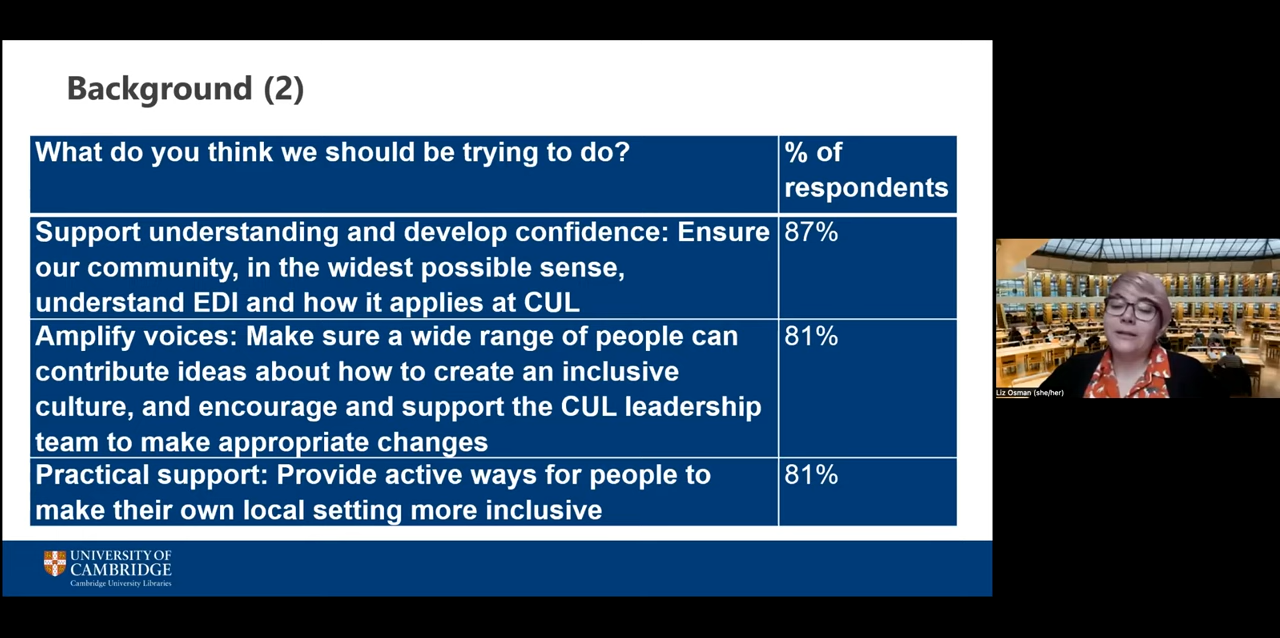 Background (2)
What do you think we should be trying to do?
% of
respondents
Support understanding and develop confidence: Ensure
our community, in the widest possible sense,
understand EDI and how it applies at CUL
87%
Amplify voices: Make sure a wide range of people can
contribute ideas about how to create an inclusive
culture, and encourage and support the CUL leadership
team to make appropriate changes
81%
Practical support: Provide active ways for people to
make their own local setting more inclusive
81%
UNIVERSITY OF
CAMBRIDGE
Cambridge University Libraries
Liz Osman (she/her)